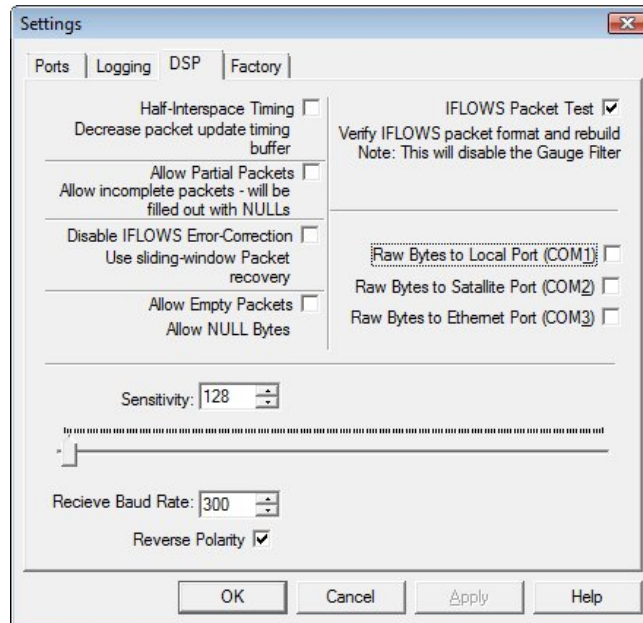 Settings
Ports
Logging
DSP
Factory
Half-Interspace Timing
Decrease packet update timing
buffer
Allow Partial Packets
Allow incomplete packets - will be
filled out with NULLs
Disable IFLOWS Error-Correction
Use sliding-window Packet
recovery
Allow Empty Packets
Allow NULL Bytes
IFLOWS Packet Test
Verify IFLOWS packet format and rebuild
Note: This will disable the Gauge Filter
Raw Bytes to Local Port (COM1)
Raw Bytes to Satallite Port (COM2)
Raw Bytes to Ethernet Port (COM3)
Sensitivity: 128
Recieve Baud Rate: 300
Reverse Polarity
OK
Cancel
Apply
Help